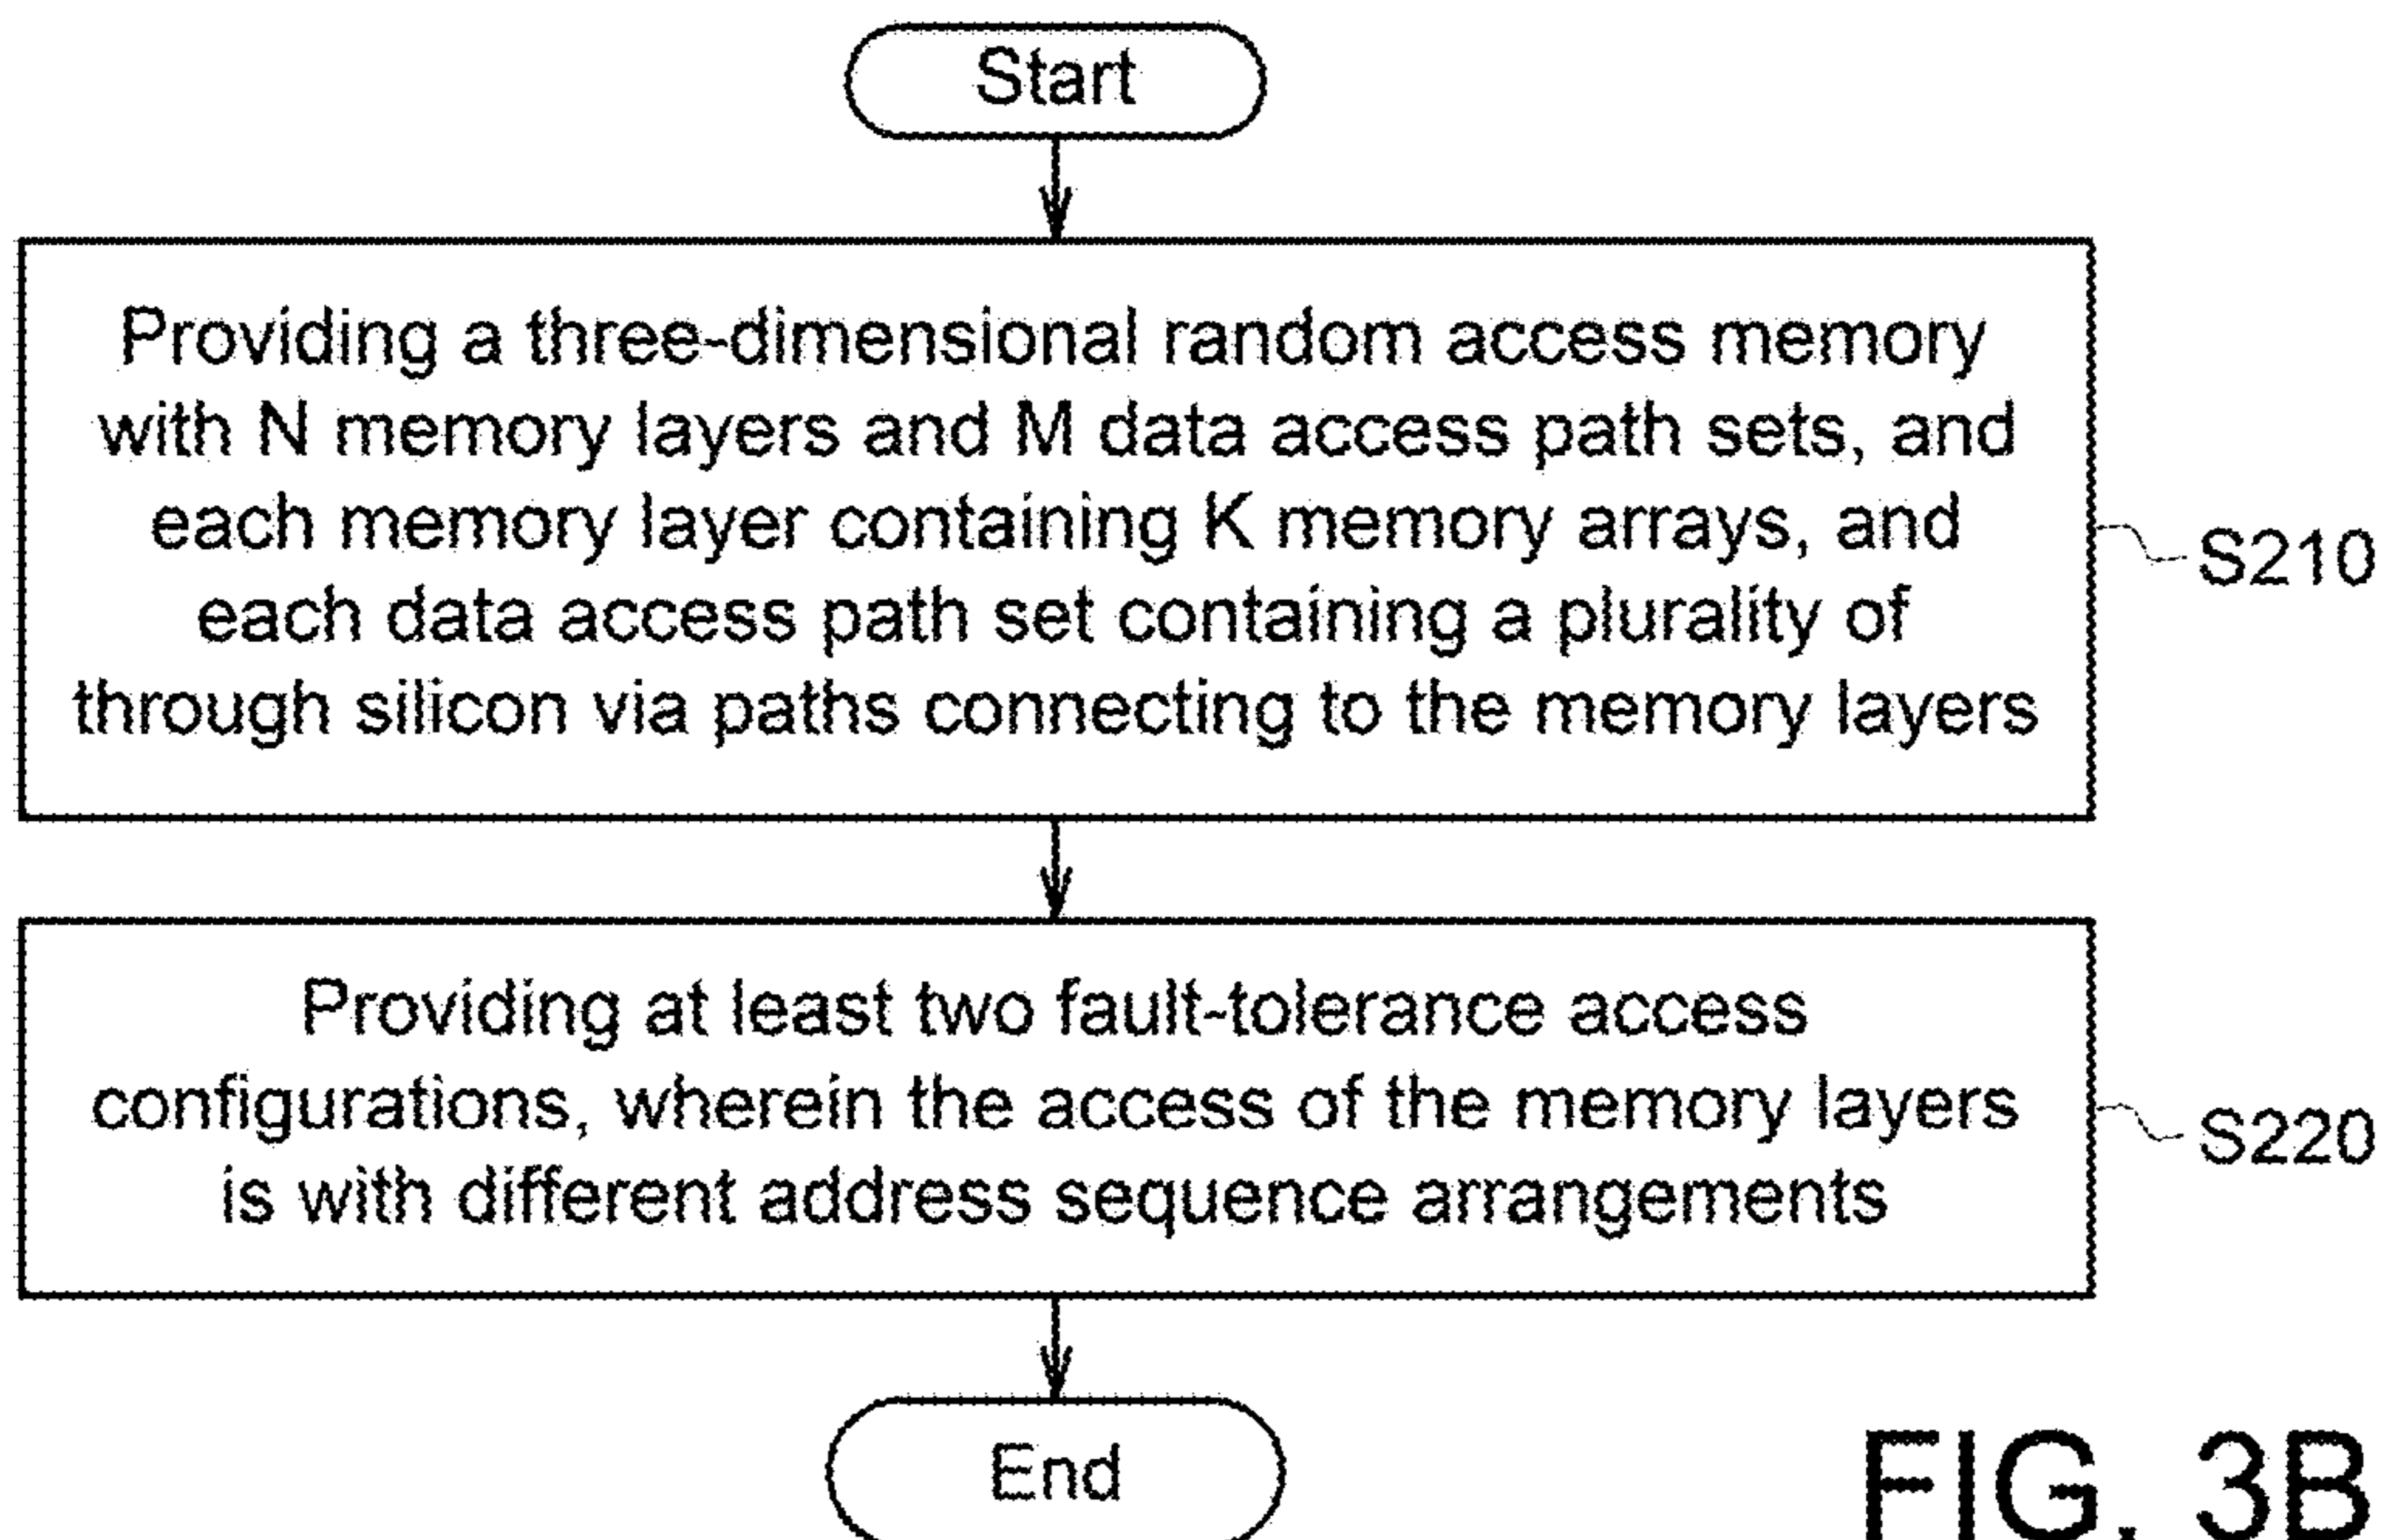 Start
Providing a three-dimensional random access memory
with N memory layers and M data access path sets, and
each memory layer containing K memory arrays, and
each data access path set containing a plurality of
through silicon via paths connecting to the memory layers
S210
Providing at least two fault-tolerance access
configurations, wherein the access of the memory layers
is with different address sequence arrangements
S220
End
FIG. 3B